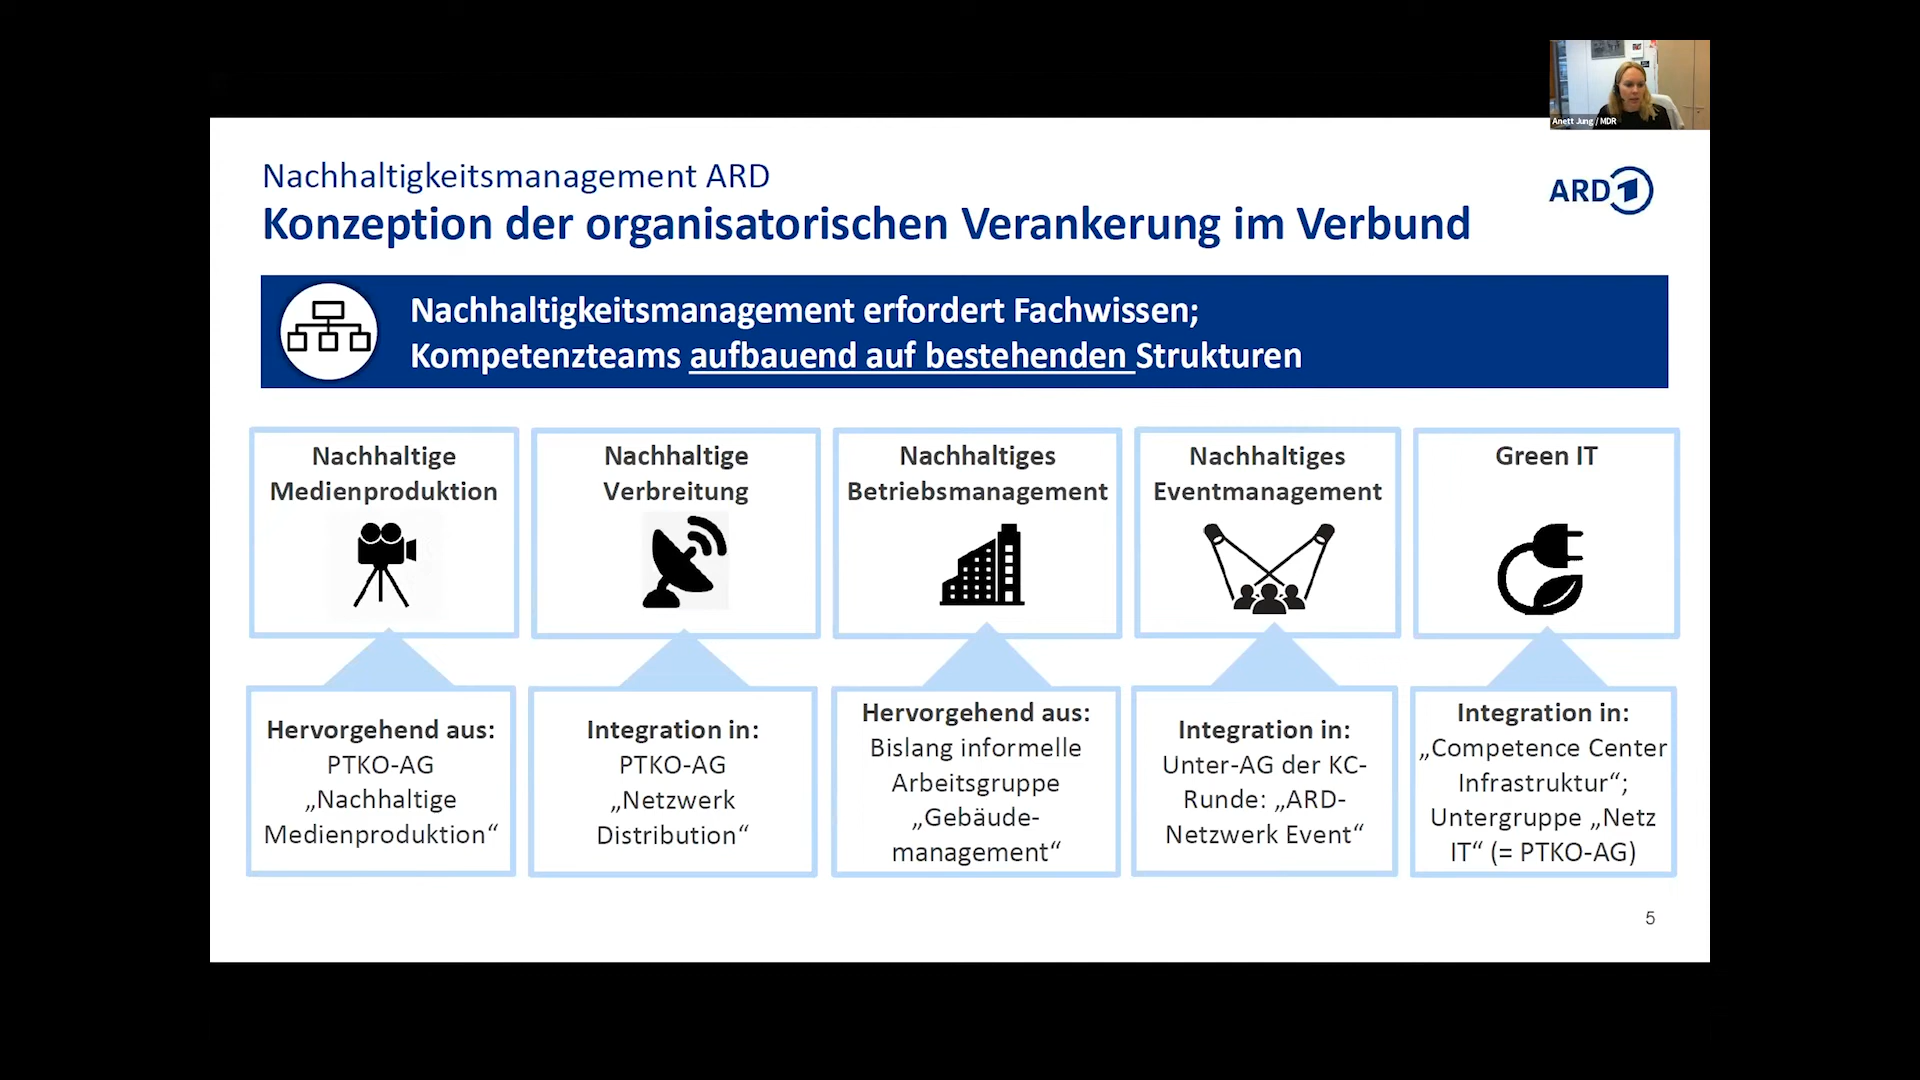 Anett Jung / MDR
Nachhaltigkeitsmanagement ARD
Konzeption der organisatorischen Verankerung im Verbund
ARD 1
Nachhaltigkeitsmanagement erfordert Fachwissen;
Kompetenzteams aufbauend auf bestehenden Strukturen
Nachhaltige
Medienproduktion
Nachhaltige
Verbreitung
Nachhaltiges
Betriebsmanagement
Nachhaltiges
Eventmanagement
Green IT
Hervorgehend aus:
PTKO-AG
„Nachhaltige
Medienproduktion“
Integration in:
PTKO-AG
„Netzwerk
Distribution“
Hervorgehend aus:
Bislang informelle
Arbeitsgruppe
„Gebäude-
management“
Integration in:
Unter-AG der KC-
Runde: „ARD-
Netzwerk Event“
Integration in:
„Competence Center
Infrastruktur“;
Untergruppe „Netz
IT“ (= PTKO-AG)
5